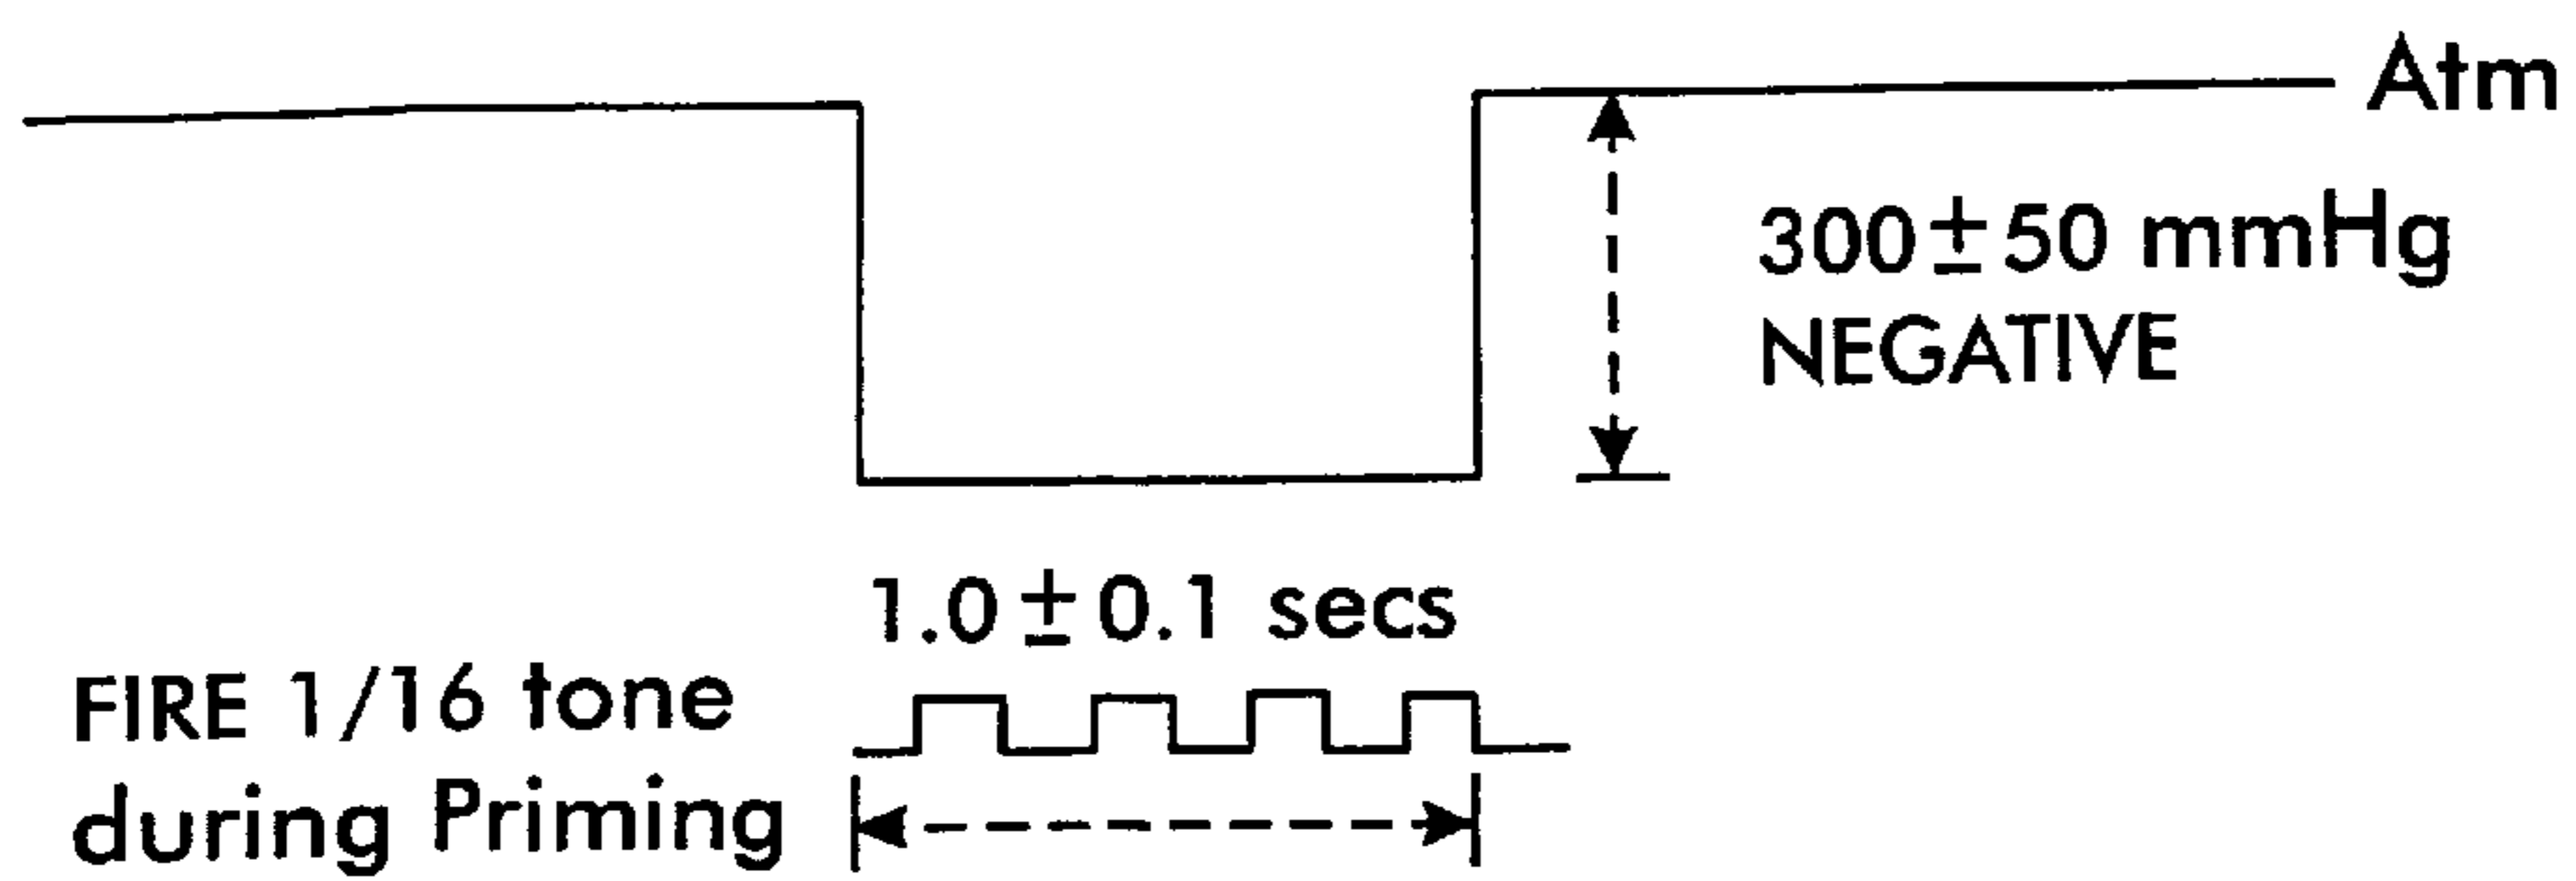 Atm
300±50 mmHg
NEGATIVE
1.0±0.1 secs
FIRE 1/16 tone
during Priming